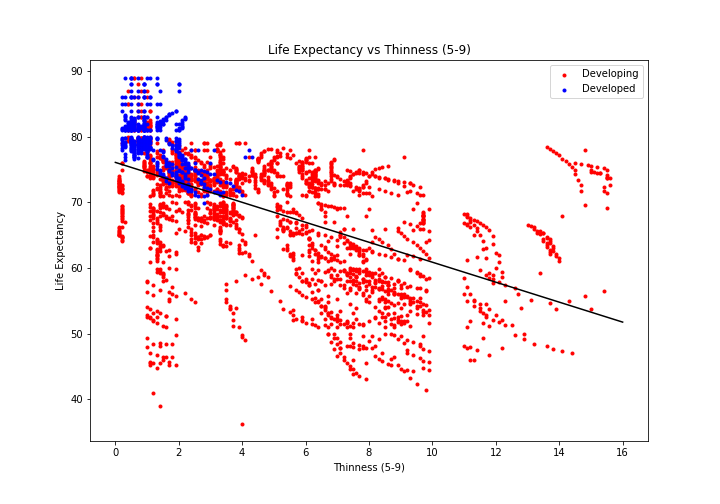 Life Expectancy vs Thinness (5-9)
Developing
Developed
90
80
70
60
50
40
Life Expectancy
0 2 4 6 8 10 12 14 16
Thinness (5-9)